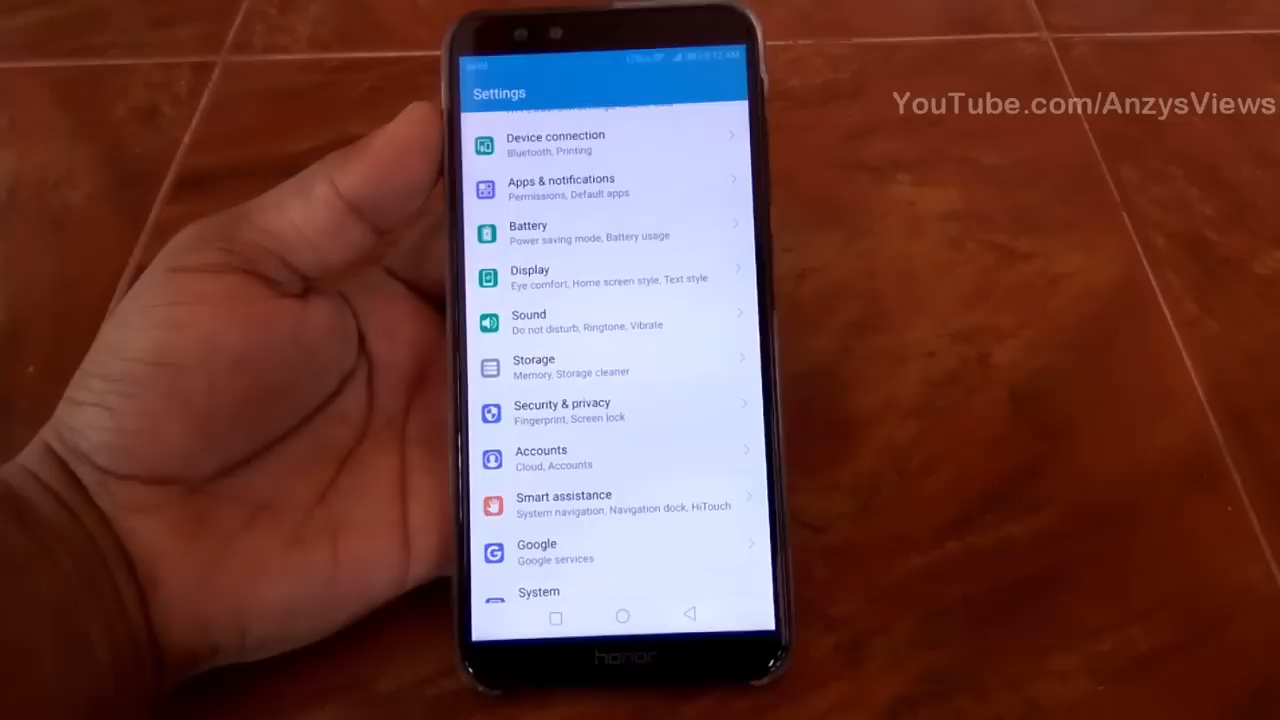 YouTube.com/AnzysViews
Settings
Device connection
Bluetooth, Printing
Apps & notifications
Permissions, Default apps
Battery
Power saving mode, Battery usage
Display
Eye comfort, Home screen style, Text style
Sound
Do not disturb, Ringtone, Vibrate
Storage
Memory, Storage cleaner
Security & privacy
Fingerprint, Screen lock
Accounts
Cloud, Accounts
Smart assistance
System navigation, Navigation dock, HiTouch
Google
Google services
System
honor